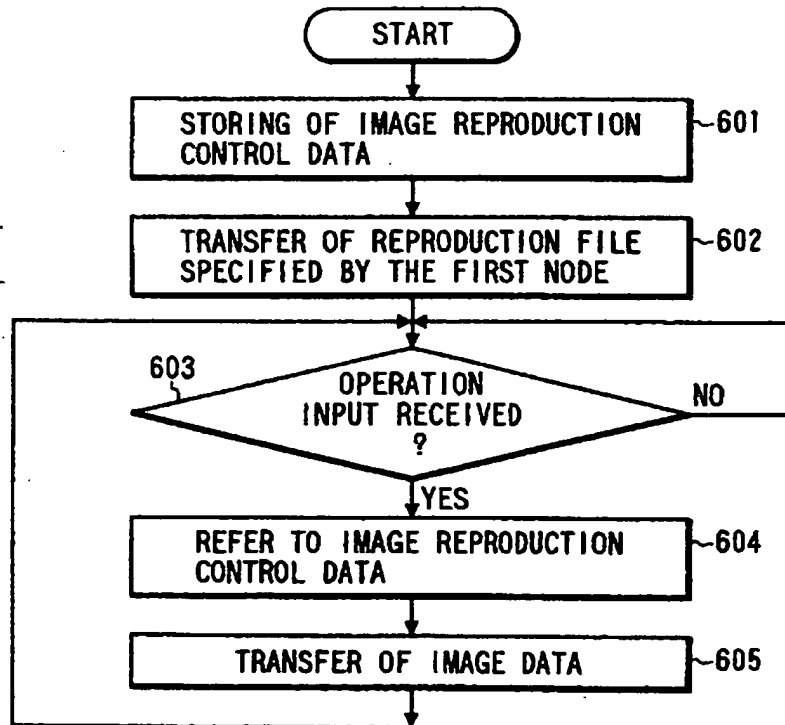 START
STORING OF IMAGE REPRODUCTION
CONTROL DATA
601
TRANSFER OF REPRODUCTION FILE
SPECIFIED BY THE FIRST NODE
602
603
OPERATION
INPUT RECEIVED
?
NO
YES
REFER TO IMAGE REPRODUCTION
CONTROL DATA
604
TRANSFER OF IMAGE DATA
605